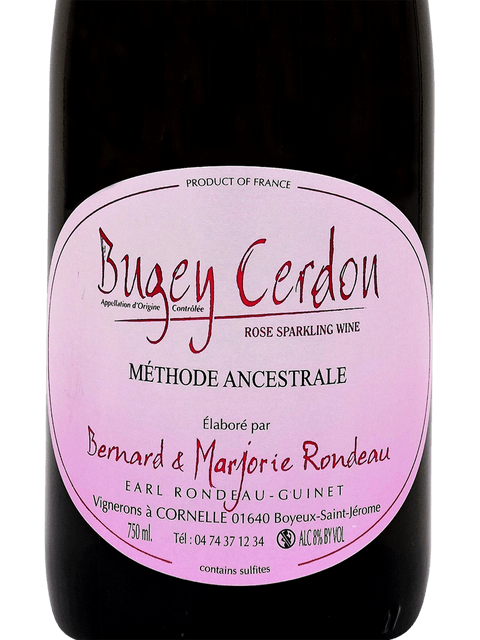 PRODUCT OF FRANCE
Bugey Cerdon
Appellation d'Origine Contrôlée
ROSE SPARKLING WINE
MÉTHODE ANCESTRALE
Élaboré par
Bernard & Marjorie Rondeau
EARL RONDEAU-GUINET
Vignerons à CORNELLE 01640 Boyeux-Saint-Jérome
750 ml. Tél : 04 74 37 12 34 ALC 8% BY VOL
contains sulfites